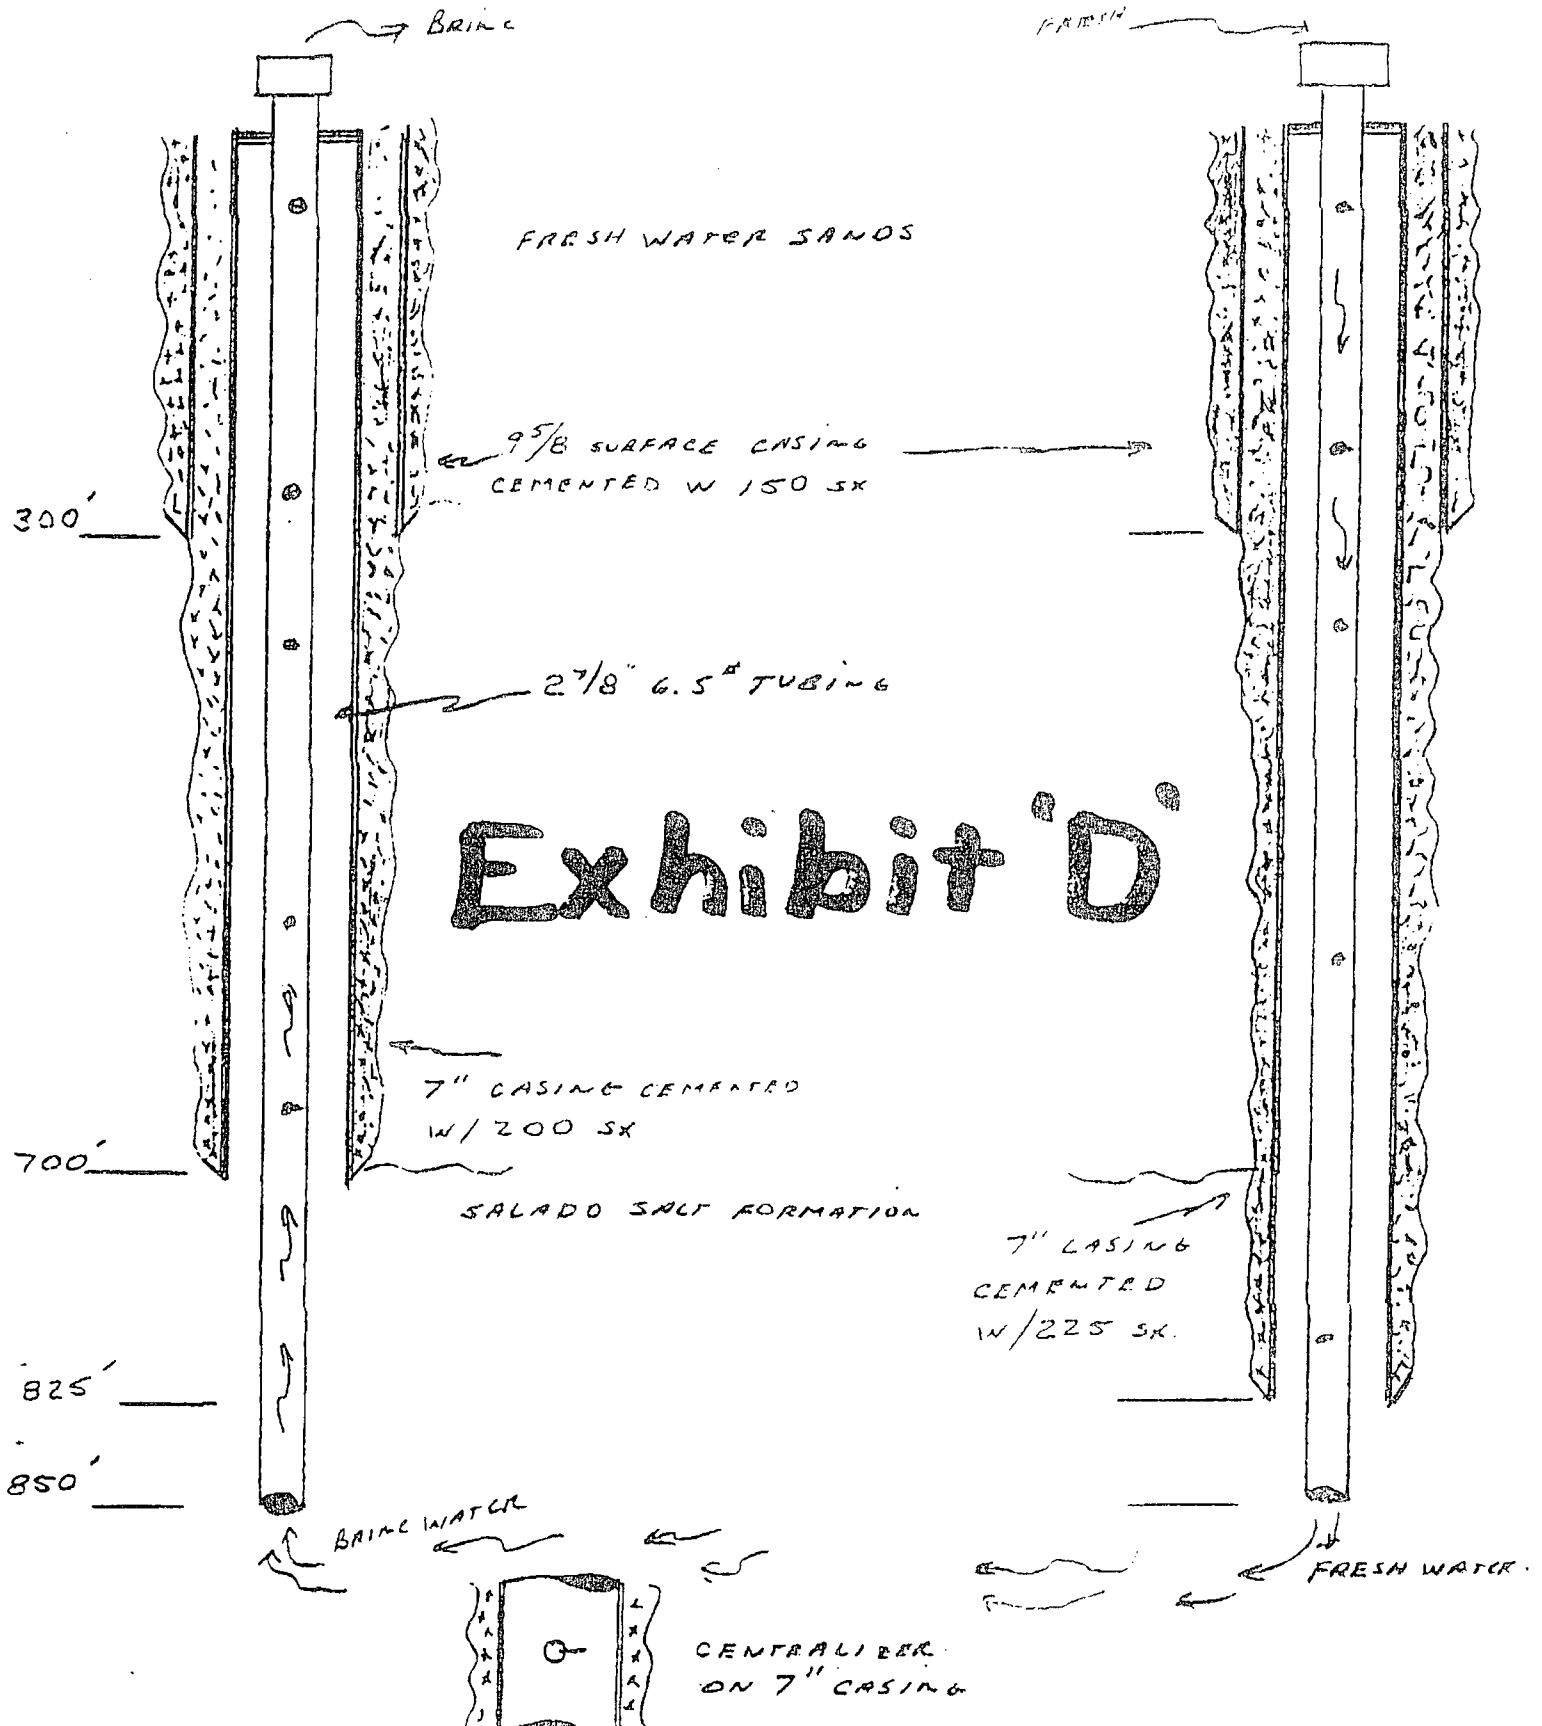 BRINE
FRESH
FRESH WATER SANDS
9 5/8 SURFACE CASING
CEMENTED W 150 SX
300'
2 7/8" 6.5# TUBING
Exhibit "D"
7" CASING CEMENTED
W/200 SX
700'
SALADO SALT FORMATION
7" CASING
CEMENTED
W/225 SX.
825'
850'
BRINE WATER
FRESH WATER.
CENTRALIZER
ON 7" CASING